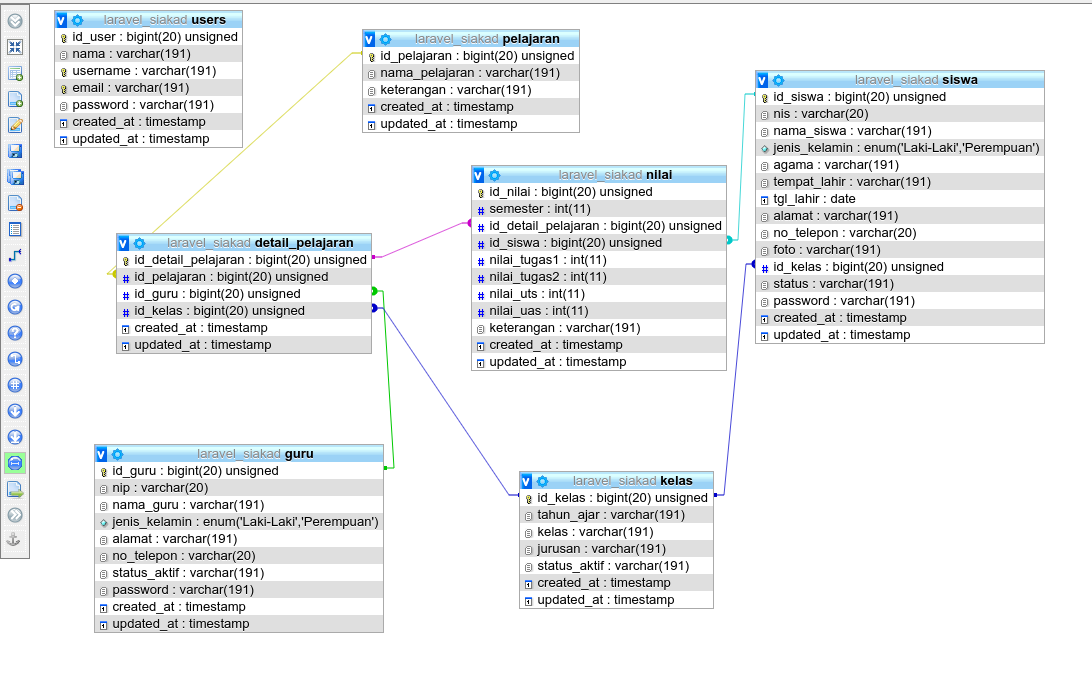 laravel_siakad users
id_user : bigint(20) unsigned
nama : varchar(191)
username : varchar(191)
email : varchar(191)
password : varchar(191)
created_at : timestamp
updated_at : timestamp
laravel_siakad pelajaran
id_pelajaran : bigint(20) unsigned
nama_pelajaran : varchar(191)
keterangan : varchar(191)
created_at : timestamp
updated_at : timestamp
laravel_siakad siswa
id_siswa : bigint(20) unsigned
nis : varchar(20)
nama_siswa : varchar(191)
jenis_kelamin : enum('Laki-Laki','Perempuan')
agama : varchar(191)
tempat_lahir : varchar(191)
tgl_lahir : date
alamat : varchar(191)
no_telepon : varchar(20)
foto : varchar(191)
id_kelas : bigint(20) unsigned
status : varchar(191)
password : varchar(191)
created_at : timestamp
updated_at : timestamp
laravel_siakad nilai
id_nilai : bigint(20) unsigned
semester : int(11)
id_detail_pelajaran : bigint(20) unsigned
id_siswa : bigint(20) unsigned
nilai_tugas1 : int(11)
nilai_tugas2 : int(11)
nilai_uts : int(11)
nilai_uas : int(11)
keterangan : varchar(191)
created_at : timestamp
updated_at : timestamp
laravel_siakad detail_pelajaran
id_detail_pelajaran : bigint(20) unsigned
id_pelajaran : bigint(20) unsigned
id_guru : bigint(20) unsigned
id_kelas : bigint(20) unsigned
created_at : timestamp
updated_at : timestamp
laravel_siakad guru
id_guru : bigint(20) unsigned
nip : varchar(20)
nama_guru : varchar(191)
jenis_kelamin : enum('Laki-Laki','Perempuan')
alamat : varchar(191)
no_telepon : varchar(20)
status_aktif : varchar(191)
password : varchar(191)
created_at : timestamp
updated_at : timestamp
laravel_siakad kelas
id_kelas : bigint(20) unsigned
tahun_ajar : varchar(191)
kelas : varchar(191)
jurusan : varchar(191)
status_aktif : varchar(191)
created_at : timestamp
updated_at : timestamp